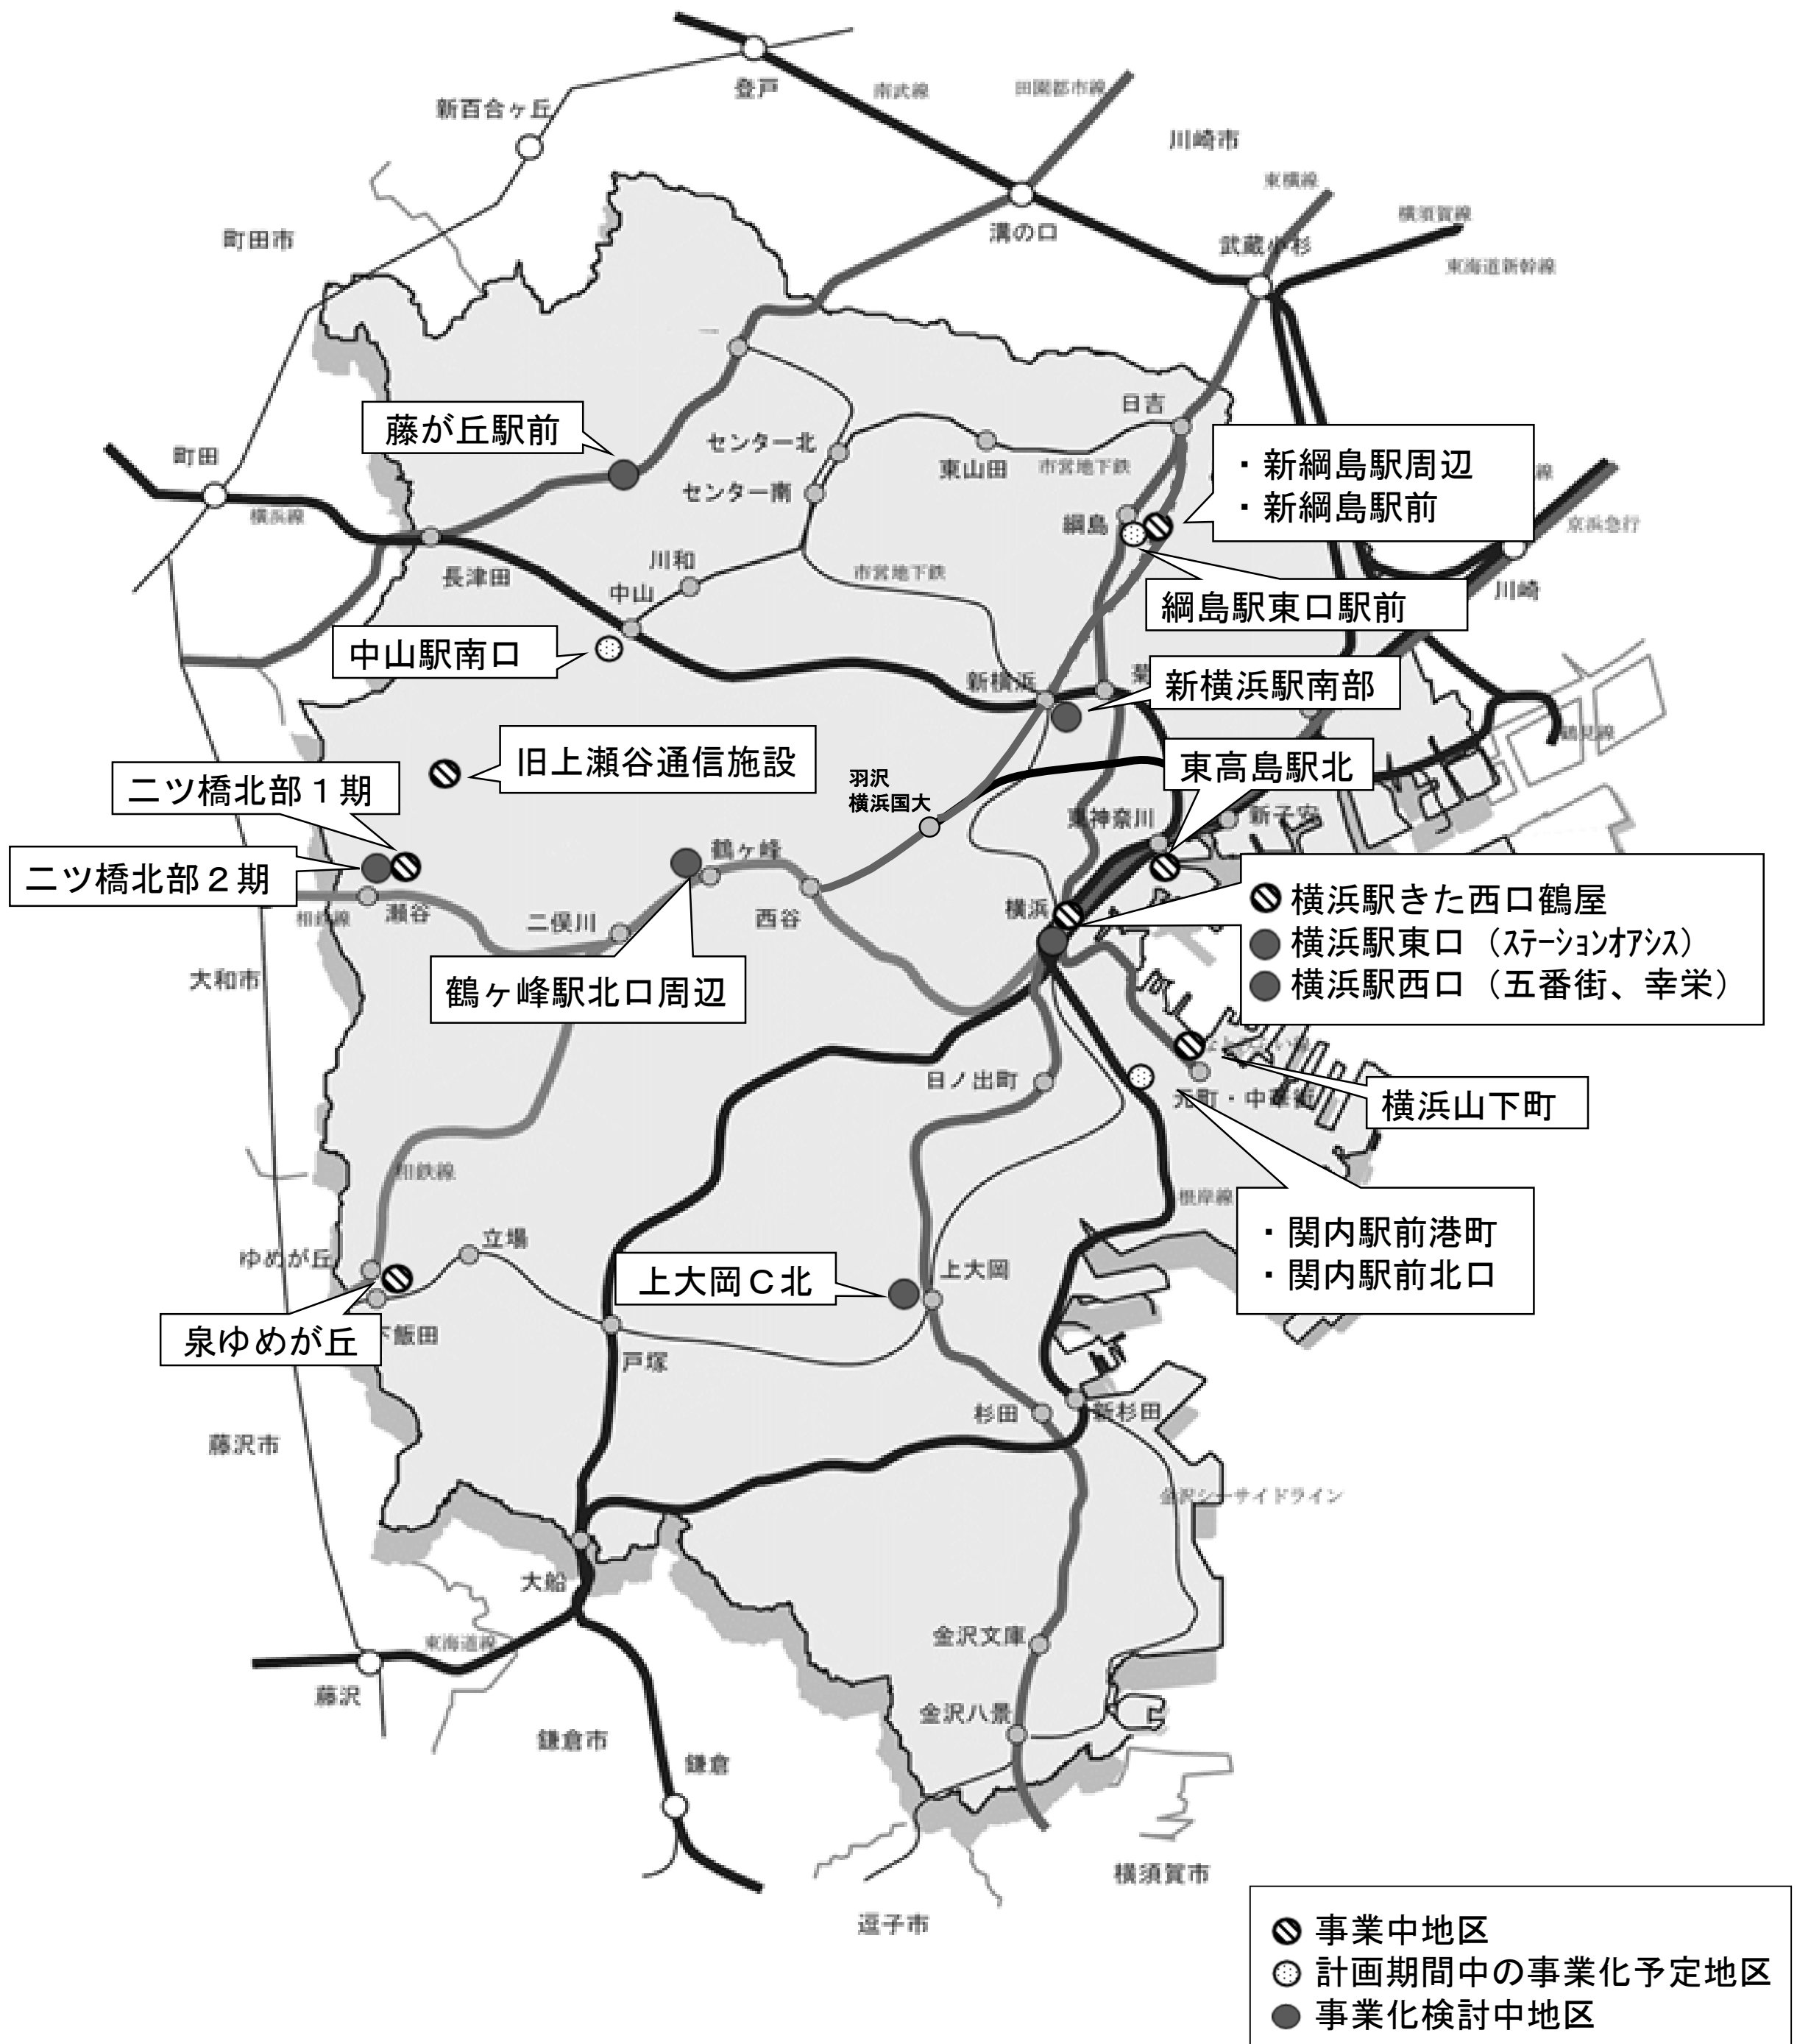 登戸
南武線
田園都市線
新百合ヶ丘
川崎市
東横線
横須賀線
町田市
溝の口
武蔵小杉
東海道新幹線
日吉
藤が丘駅前
センター北
町田
東山田
市営地下鉄
・新綱島駅周辺
・新綱島駅前
線
センター南
横浜線
綱島
京浜急行
川和
長津田
市営地下鉄
中山
川崎
綱島駅東口駅前
中山駅南口
新横浜
菊
新横浜駅南部
鶴見線
旧上瀬谷通信施設
東高島駅北
二ツ橋北部1期
羽沢
横浜国大
東神奈川
新子安
鶴ヶ峰
二ツ橋北部2期
横浜駅きた西口鶴屋
横浜駅東口（ステーションオアシス）
横浜駅西口（五番街、幸栄）
相鉄線
瀬谷
二俣川
西谷
横浜
大和市
鶴ヶ峰駅北口周辺
日ノ出町
元町・中華街
横浜山下町
相鉄線
根岸線
・関内駅前港町
・関内駅前北口
ゆめが丘
立場
上大岡C北
上大岡
泉ゆめが丘
下飯田
戸塚
杉田
新杉田
藤沢市
金沢シーサイドライン
大船
東海道線
金沢文庫
藤沢
金沢八景
鎌倉市
鎌倉
横須賀市
逗子市
事業中地区
計画期間中の事業化予定地区
事業化検討中地区